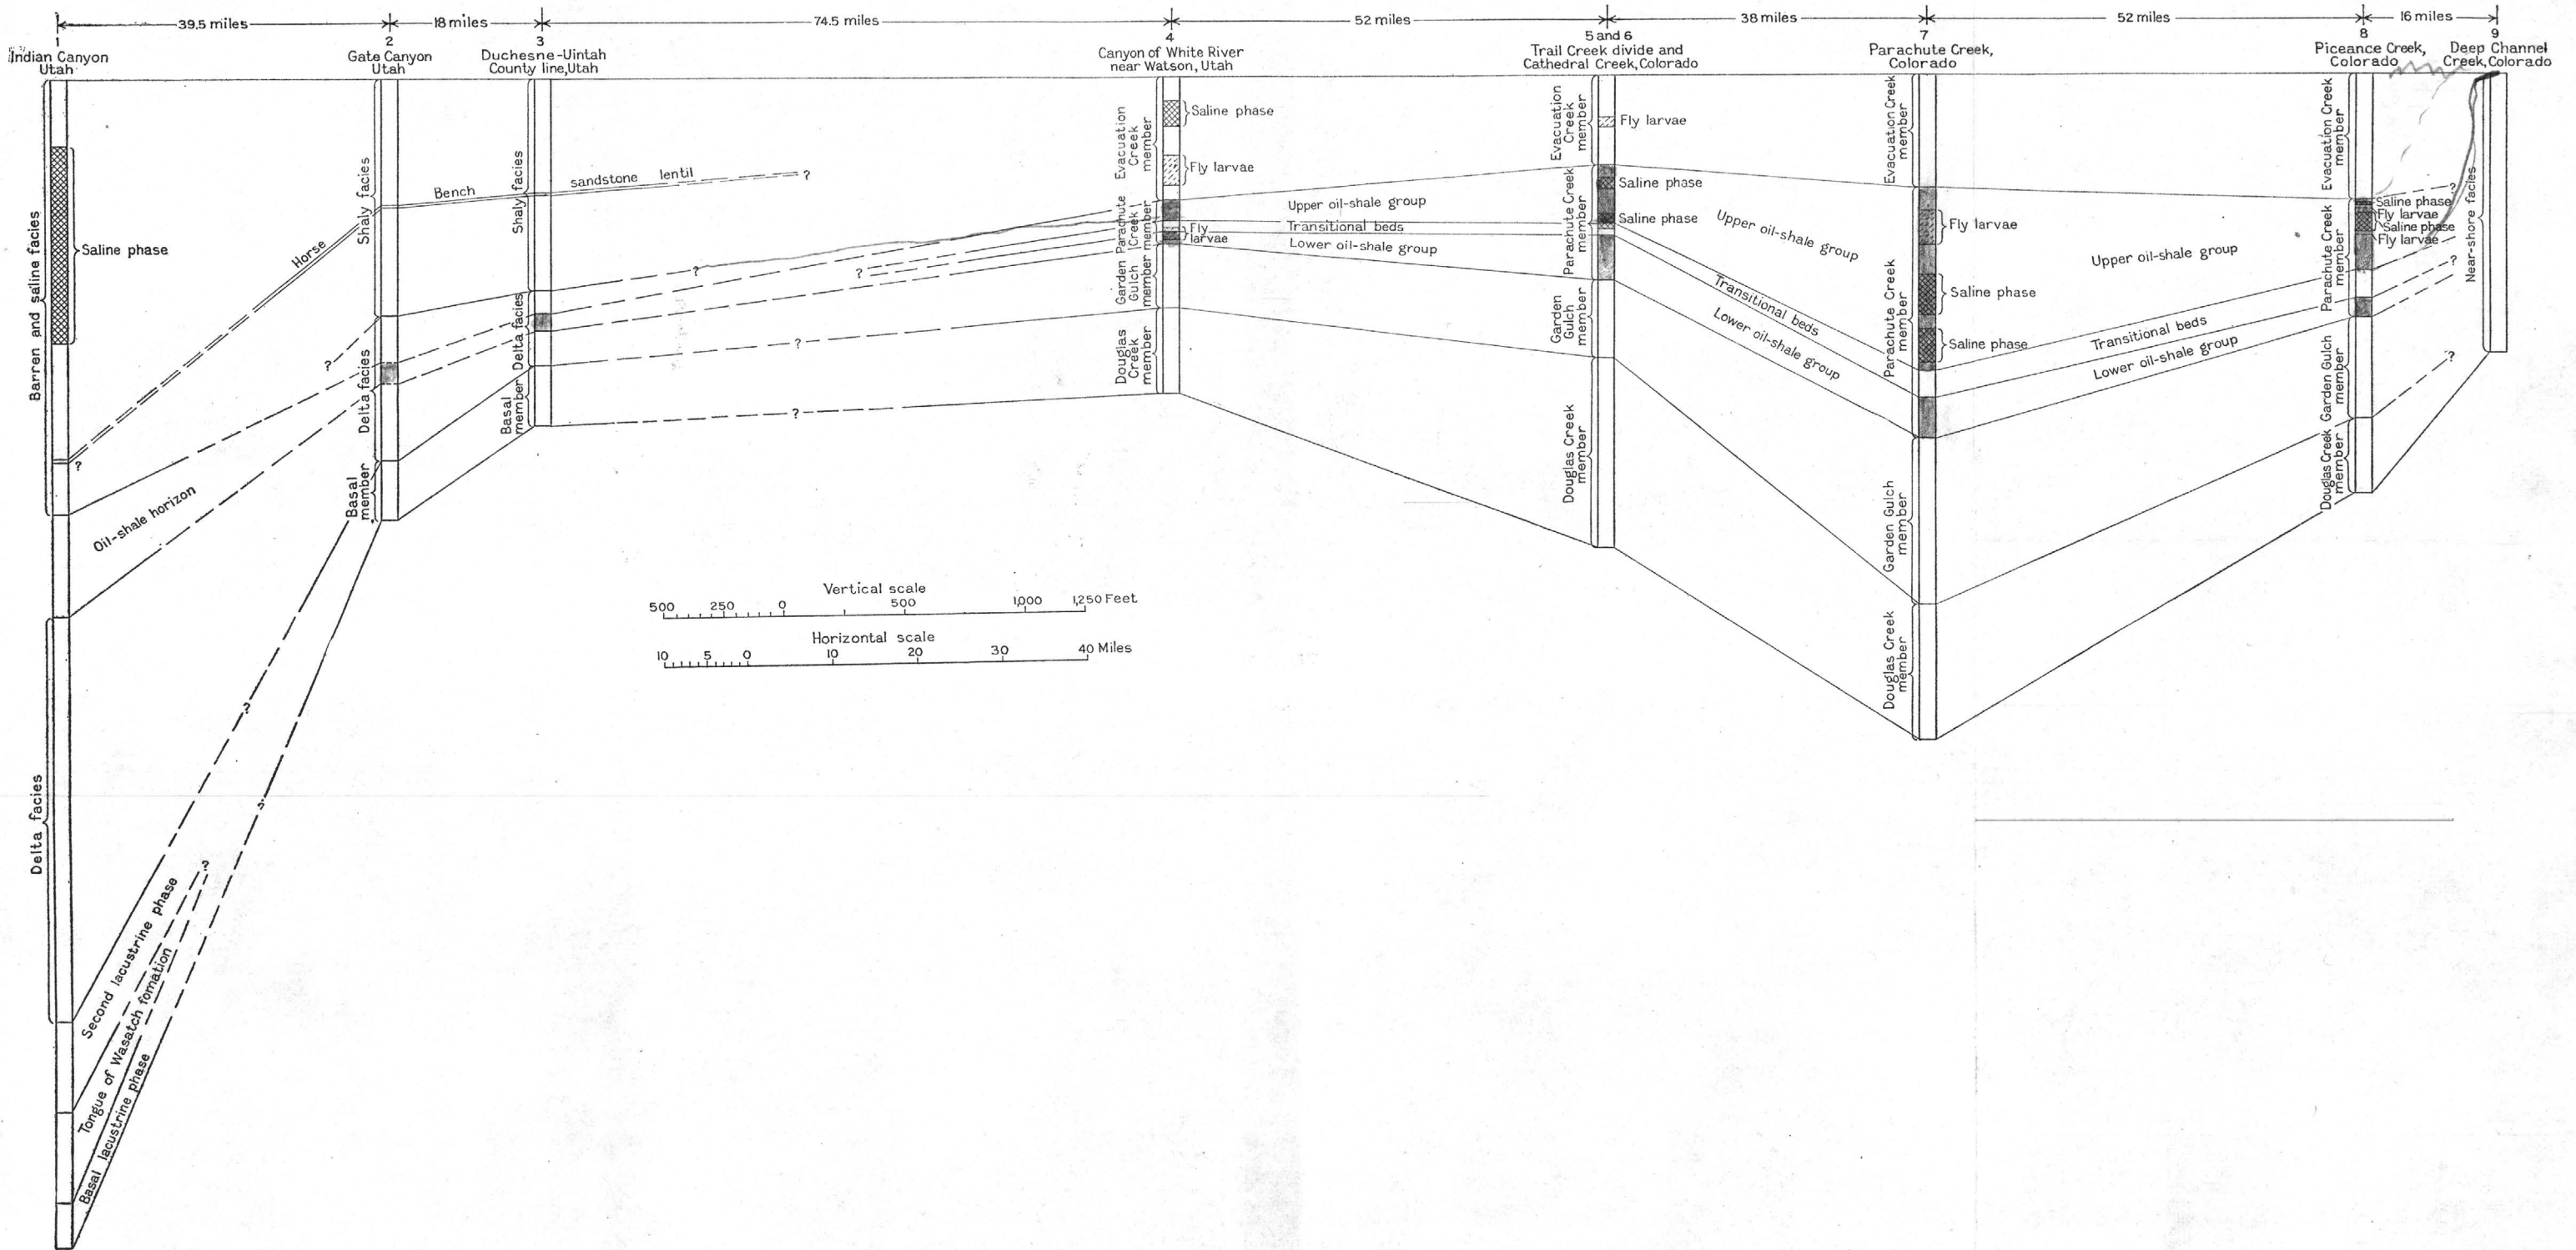 39.5 miles
18 miles
74.5 miles
52 miles
38 miles
52 miles
16 miles
1
Indian Canyon
Utah
2
Gate Canyon
Utah
3
Duchesne-Uintah
County line, Utah
4
Canyon of White River
near Watson, Utah
5 and 6
Trail Creek divide and
Cathedral Creek, Colorado
7
Parachute Creek,
Colorado
8
Piceance Creek,
Colorado
9
Deep Channel
Creek, Colorado
Barren and saline facies
Saline phase
?
Delta facies
Horse
Bench
sandstone lentil
?
Oil-shale horizon
?
?
?
?
Second lacustrine phase
Tongue of Wasatch formation
Basal lacustrine phase
Shaly facies
Delta facies
Basal
member
Shaly facies
Delta facies
Basal
member
?
?
?
?
Evacuation
Creek
member
Parachute
Creek
member
Garden
Gulch
member
Douglas
Creek
member
Saline phase
Fly larvae
Fly
larvae
Upper oil-shale group
Transitional beds
Lower oil-shale group
Evacuation
Creek
member
Parachute Creek
member
Garden
Gulch
member
Douglas Creek
member
Fly larvae
Saline phase
Saline phase
Upper oil-shale group
Transitional beds
Lower oil-shale group
Evacuation Creek
member
Parachute Creek
member
Garden Gulch
member
Douglas Creek
member
Fly larvae
Saline phase
Saline phase
Upper oil-shale group
Transitional beds
Lower oil-shale group
Evacuation Creek
member
Parachute Creek
member
Garden Gulch
member
Douglas Creek
member
Saline phase
Fly larvae
Saline phase
Fly larvae
?
?
?
Near-shore facies
Vertical scale
500 250 0 500 1,000 1,250 Feet
Horizontal scale
10 5 0 10 20 30 40 Miles